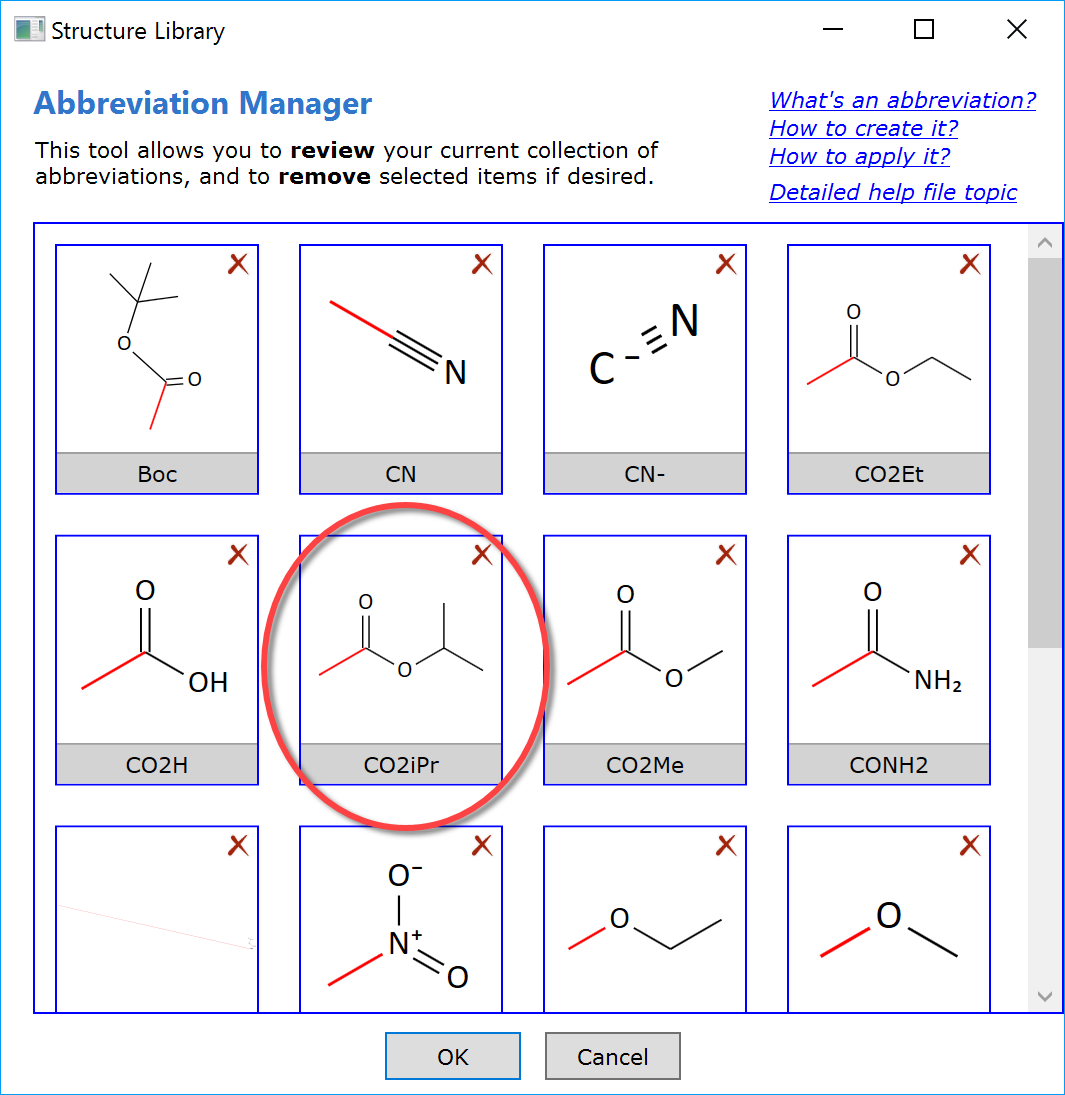 Structure Library
Abbreviation Manager
This tool allows you to review your current collection of
abbreviations, and to remove selected items if desired.
What's an abbreviation?
How to create it?
How to apply it?
Detailed help file topic
O
O
Boc
N
CN
C⁻
N
CN-
O
O
CO2Et
O
OH
CO2H
O
O
CO2iPr
O
O
CO2Me
O
NH₂
CONH2
O⁻
N⁺
O
O
O
OK
Cancel